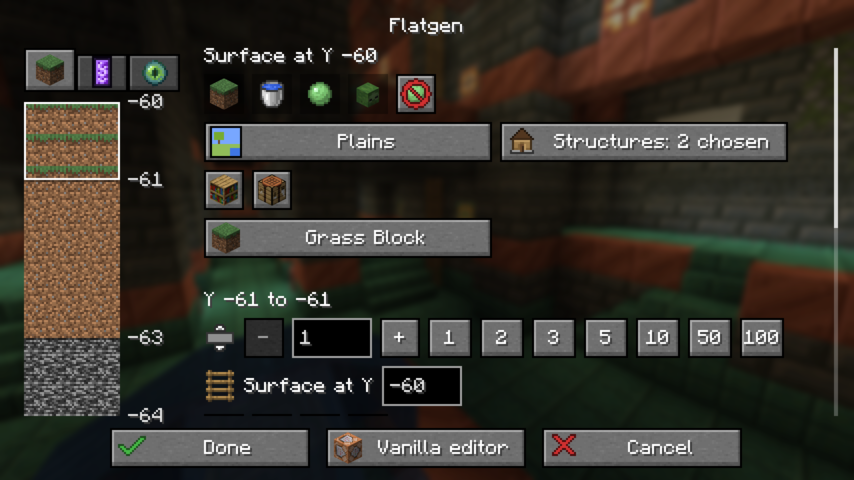 Flatgen
Surface at Y -60
-60
Plains
Structures: 2 chosen
-61
Grass Block
Y -61 to -61
-63
-
1
+
1
2
3
5
10
50
100
Surface at Y
-60
-64
Done
Vanilla editor
Cancel